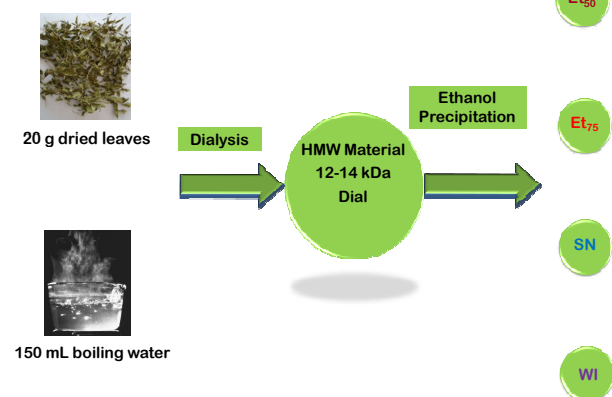 Et50
20 g dried leaves
Dialysis
HMW Material
12-14 kDa
Dial
Ethanol
Precipitation
Et75
SN
150 mL boiling water
WI